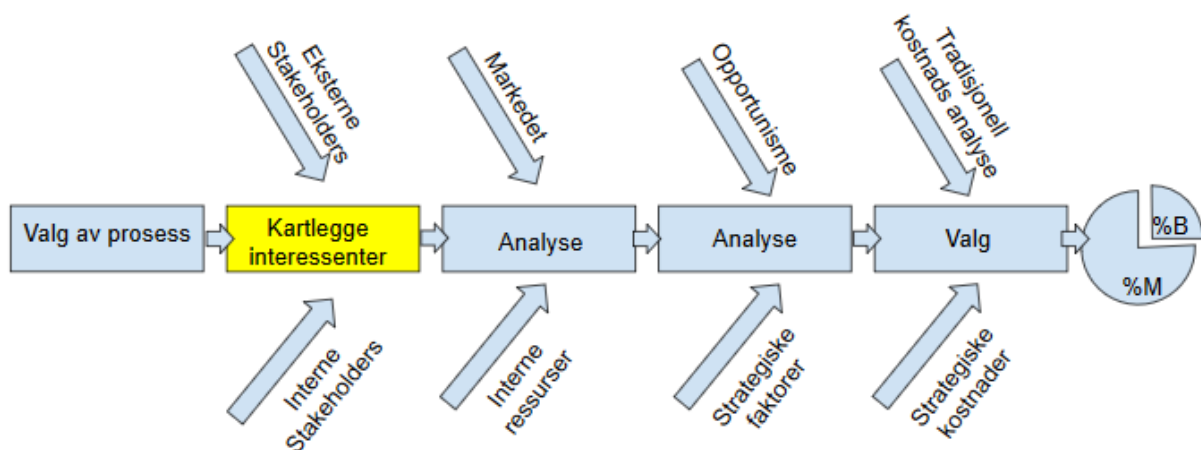 Eksterne
Stakeholders
Markedet
Opportunisme
Tradisjonell
kostnads analyse
Valg av prosess
Kartlegge
interessenter
Analyse
Analyse
Valg
%B
%M
Interne
Stakeholders
Interne
ressurser
Strategiske
faktorer
Strategiske
kostnader